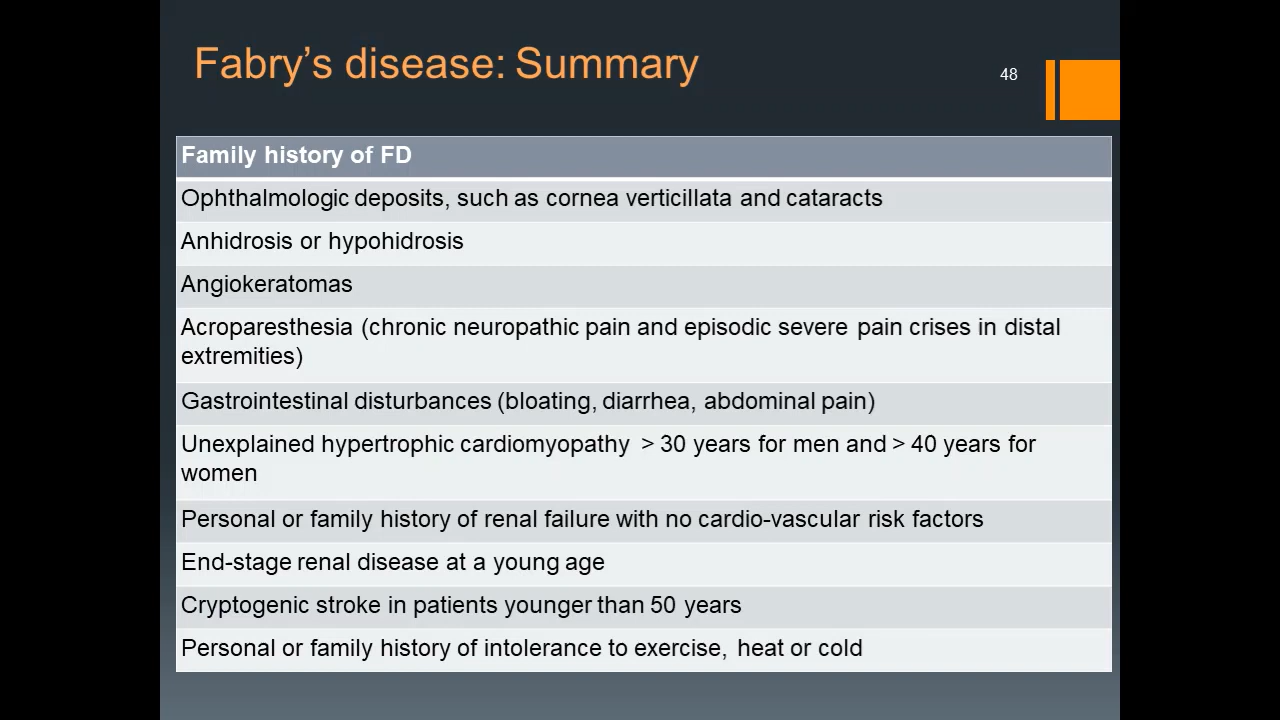 Fabry's disease: Summary
48
Family history of FD
Ophthalmologic deposits, such as cornea verticillata and cataracts
Anhidrosis or hypohidrosis
Angiokeratomas
Acroparesthesia (chronic neuropathic pain and episodic severe pain crises in distal
extremities)
Gastrointestinal disturbances (bloating, diarrhea, abdominal pain)
Unexplained hypertrophic cardiomyopathy > 30 years for men and > 40 years for
women
Personal or family history of renal failure with no cardio-vascular risk factors
End-stage renal disease at a young age
Cryptogenic stroke in patients younger than 50 years
Personal or family history of intolerance to exercise, heat or cold